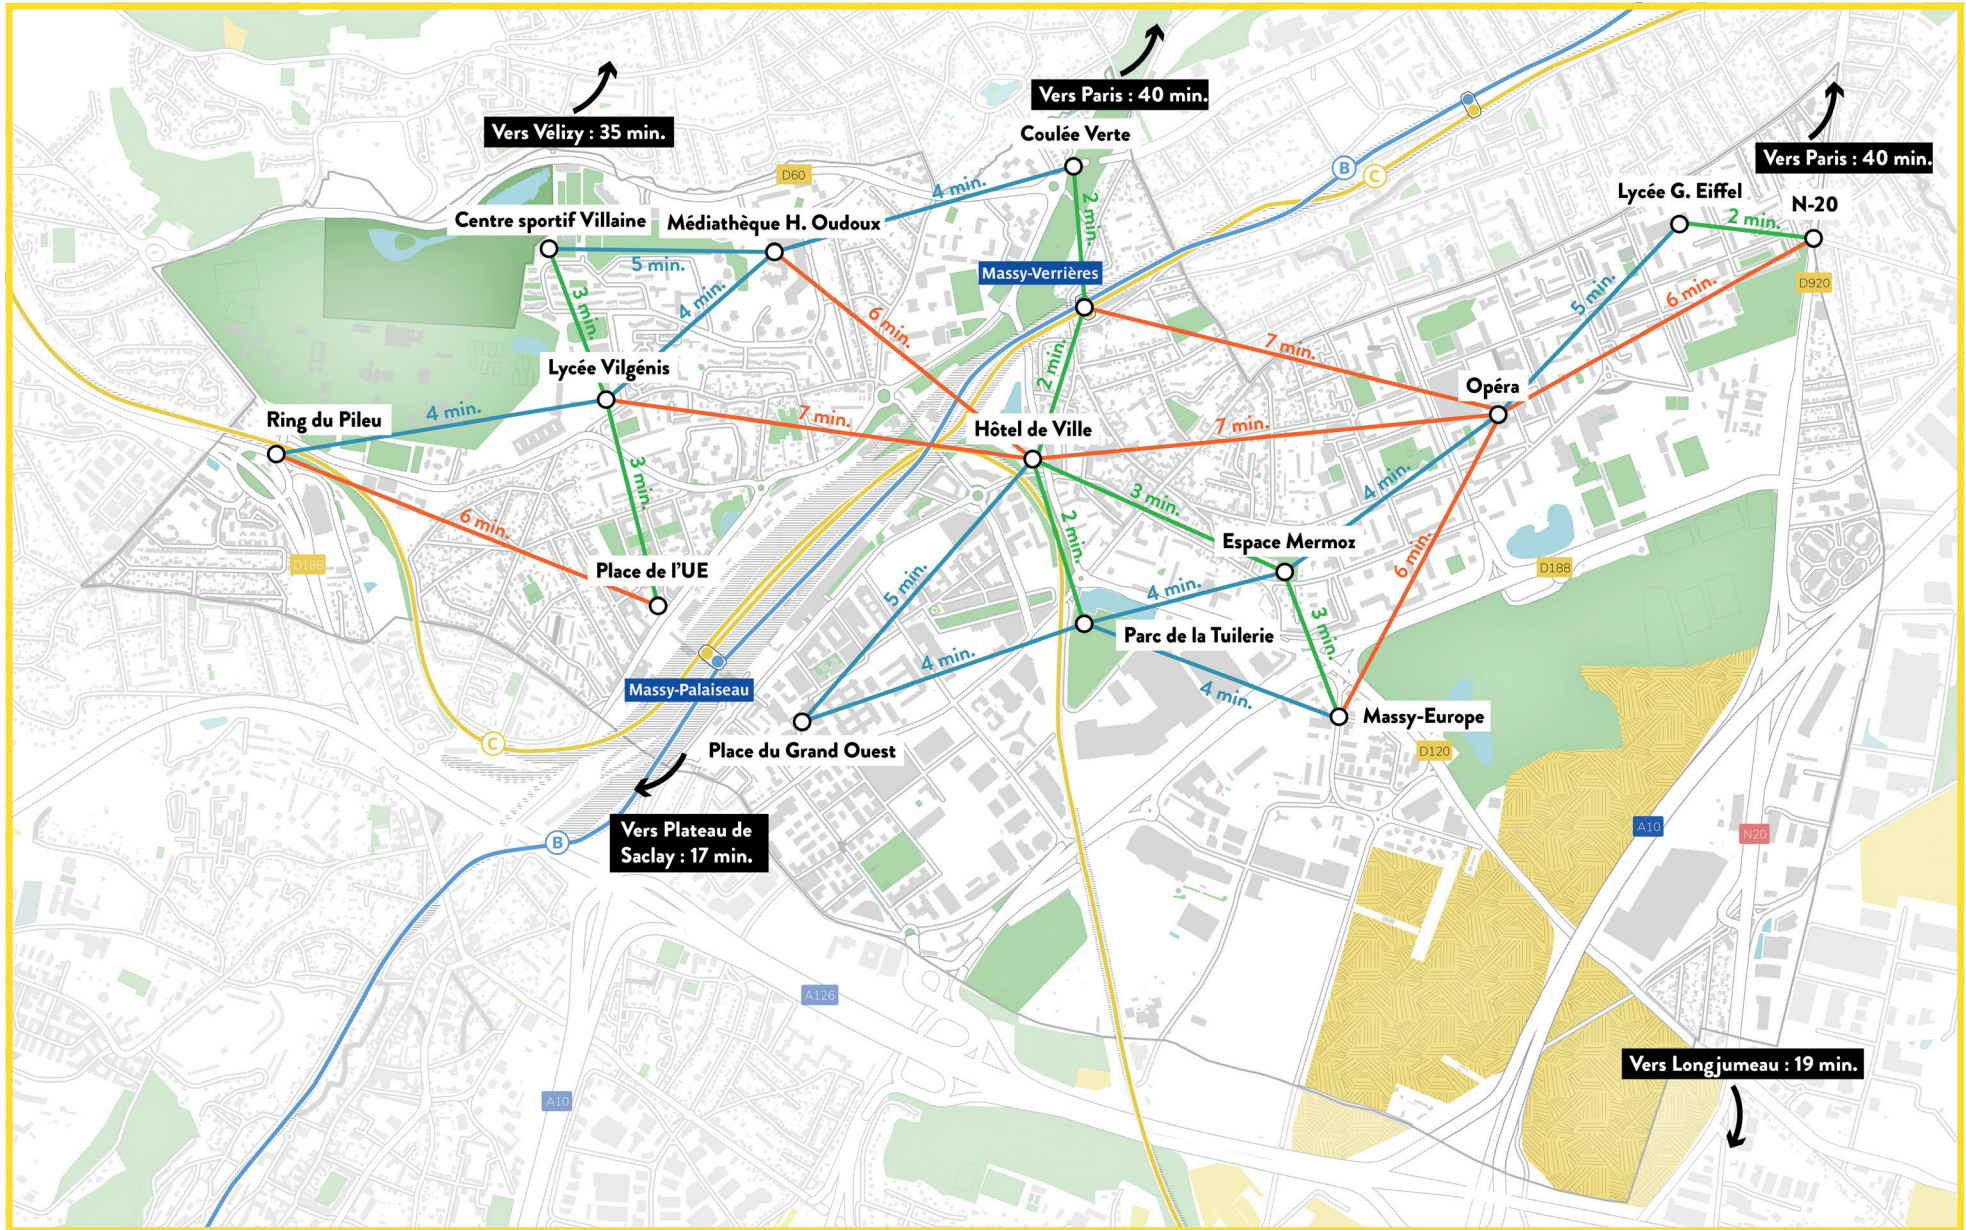 Vers Vélizy : 35 min.
Vers Paris : 40 min.
Coulée Verte
Vers Paris : 40 min.
D60
4 min.
B
C
Lycée G. Eiffel
N-20
2 min.
Centre sportif Villaine
Médiathèque H. Oudoux
2 min.
5 min.
Massy-Verrières
D920
3 min.
4 min.
6 min.
5 min.
6 min.
Lycée Vilgénis
2 min.
7 min.
Opéra
Ring du Pileu
4 min.
7 min.
Hôtel de Ville
7 min.
3 min.
4 min.
3 min.
6 min.
2 min.
Espace Mermoz
6 min.
D188
Place de l'UE
5 min.
4 min.
D188
3 min.
Parc de la Tuilerie
4 min.
Massy-Palaiseau
4 min.
Massy-Europe
C
Place du Grand Ouest
D120
B
Vers Plateau de
Saclay : 17 min.
A10
N20
A126
Vers Longjumeau : 19 min.
A10